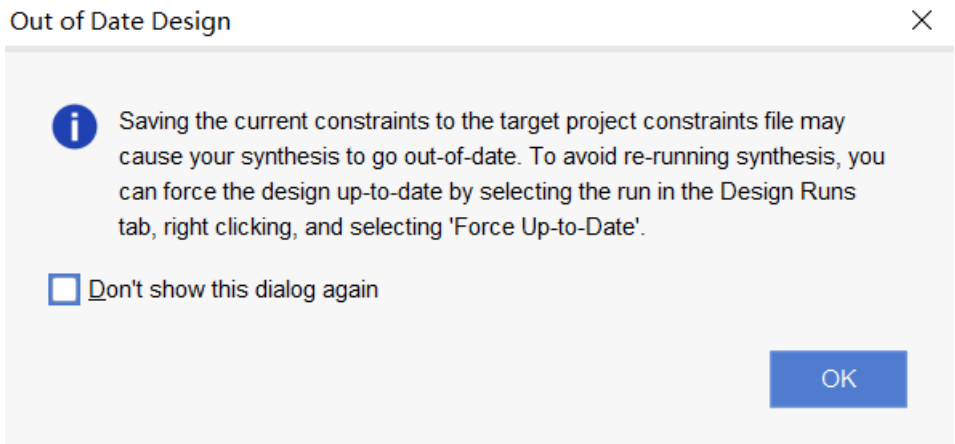 Out of Date Design
Saving the current constraints to the target project constraints file may
cause your synthesis to go out-of-date. To avoid re-running synthesis, you
can force the design up-to-date by selecting the run in the Design Runs
tab, right clicking, and selecting 'Force Up-to-Date'.
Don't show this dialog again
OK